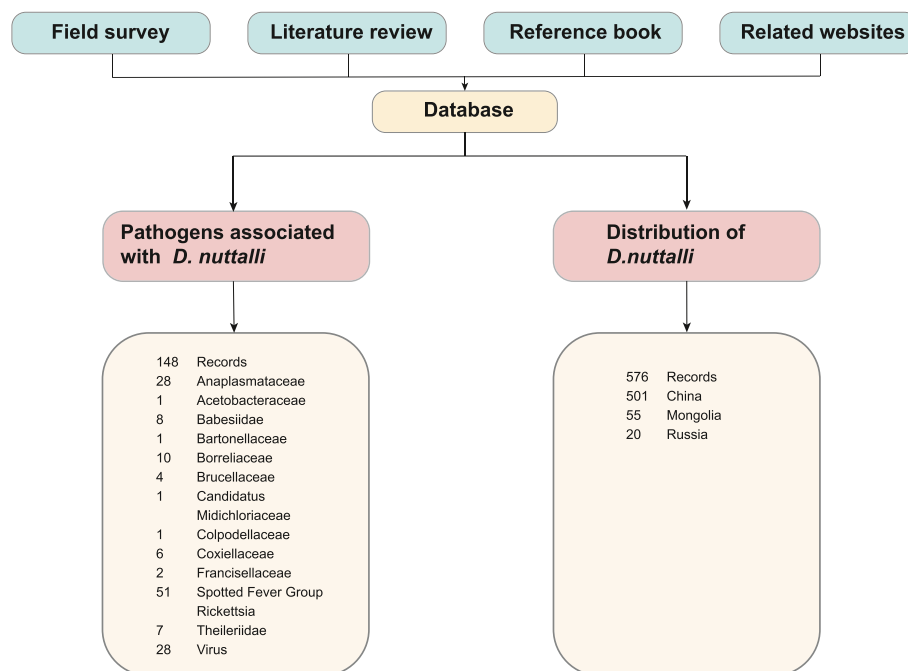 Field survey
Literature review
Reference book
Related websites
Database
Pathogens associated
with D. nuttalli
Distribution of
D.nuttalli
148 Records
28 Anaplasmataceae
1 Acetobacteraceae
8 Babesiidae
1 Bartonellaceae
10 Borreliaceae
4 Brucellaceae
1 Candidatus
Midichloriaceae
1 Colpodellaceae
6 Coxiellaceae
2 Francisellaceae
51 Spotted Fever Group
Rickettsia
7 Theileriidae
28 Virus
576 Records
501 China
55 Mongolia
20 Russia